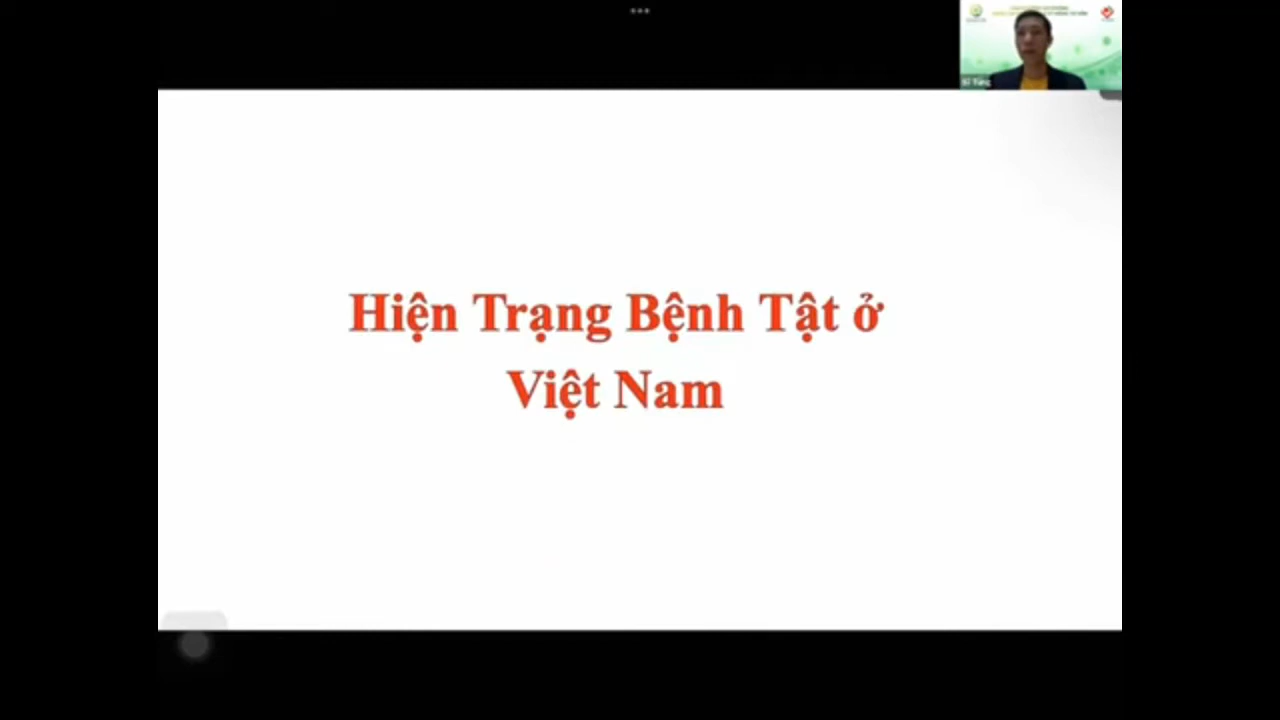 Hiện Trạng Bệnh Tật ở
Việt Nam